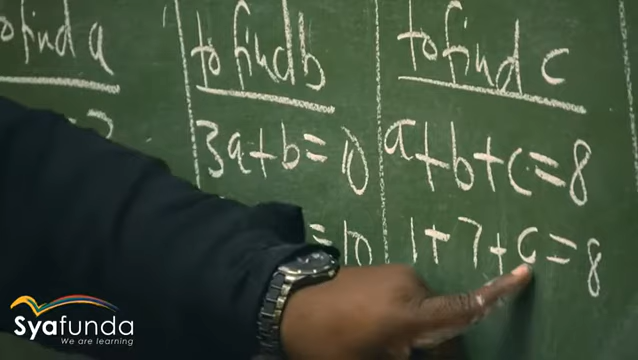 to find a
to find b
3a+b=10
=10
to find c
a+b+c=8
1+7+c=8
Syafunda
We are learning